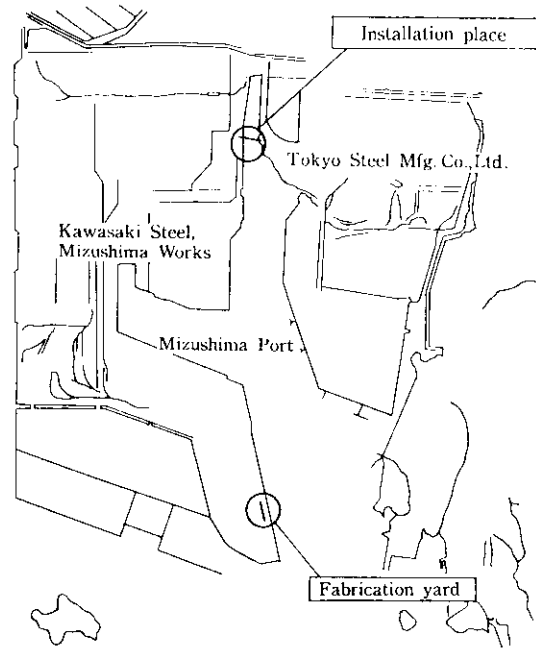 Installation place
Tokyo Steel Mfg. Co., Ltd.
Kawasaki Steel,
Mizushima Works
Mizushima Port
Fabrication yard